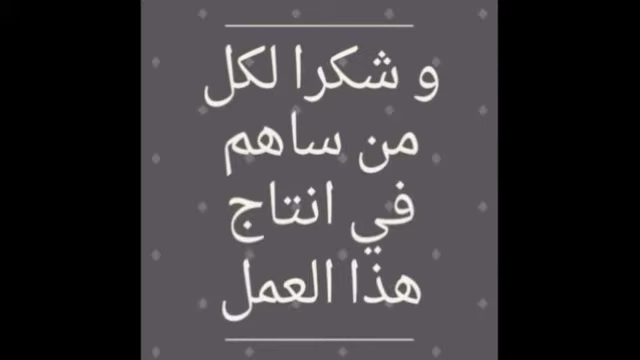 و شكرا لكل
من ساهم
في انتاج
هذا العمل